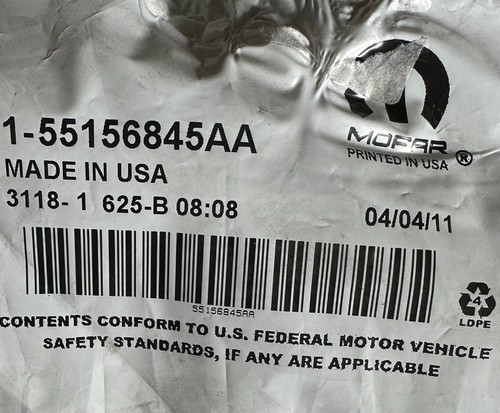 MOPAR®
PRINTED IN USA
1-55156845AA
MADE IN USA
3118- 1 625-B 08:08
04/04/11
55156845AA
4
LDPE
CONTENTS CONFORM TO U.S. FEDERAL MOTOR VEHICLE
SAFETY STANDARDS, IF ANY ARE APPLICABLE